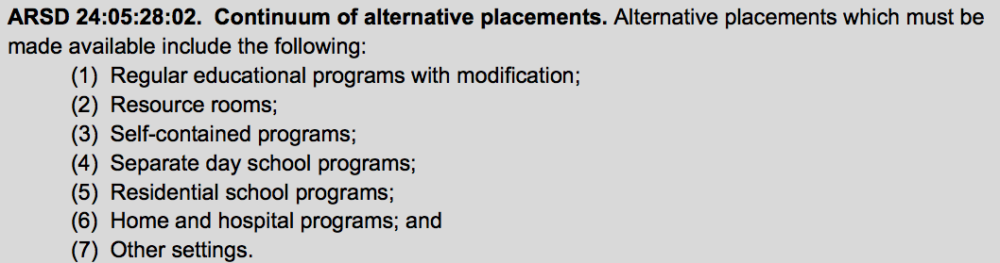 ARSD 24:05:28:02. Continuum of alternative placements. Alternative placements which must be
made available include the following:
(1) Regular educational programs with modification;
(2) Resource rooms;
(3) Self-contained programs;
(4) Separate day school programs;
(5) Residential school programs;
(6) Home and hospital programs; and
(7) Other settings.